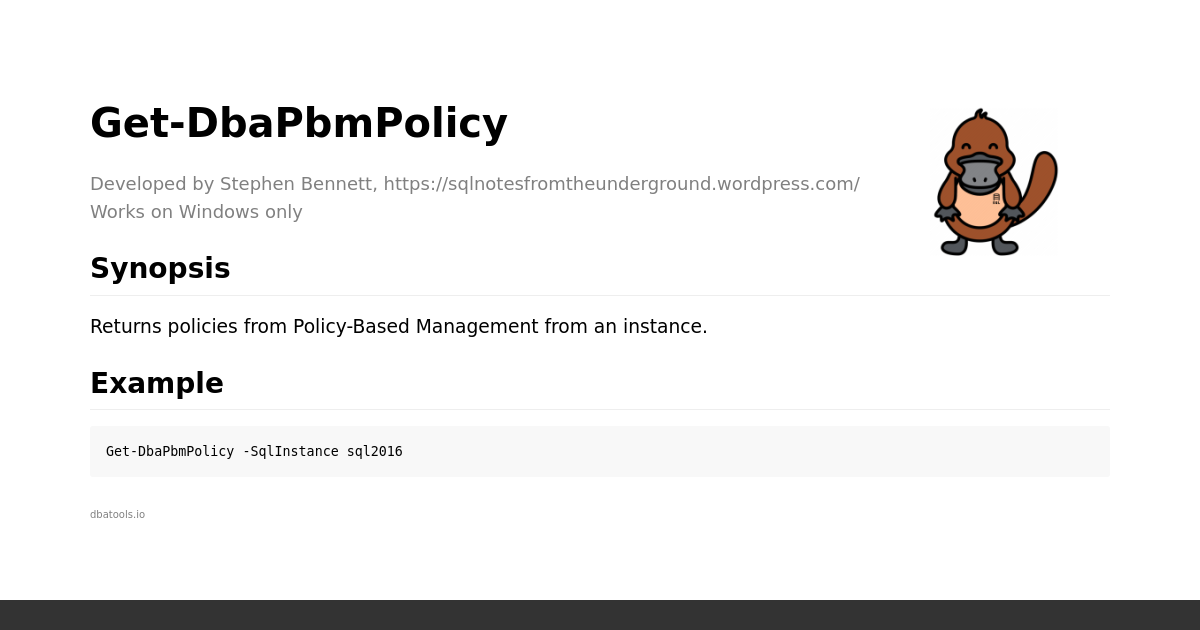 Get-DbaPbmPolicy
Developed by Stephen Bennett, https://sqlnotesfromtheunderground.wordpress.com/
Works on Windows only
Synopsis
Returns policies from Policy-Based Management from an instance.
Example
Get-DbaPbmPolicy -SqlInstance sql2016
dbatools.io